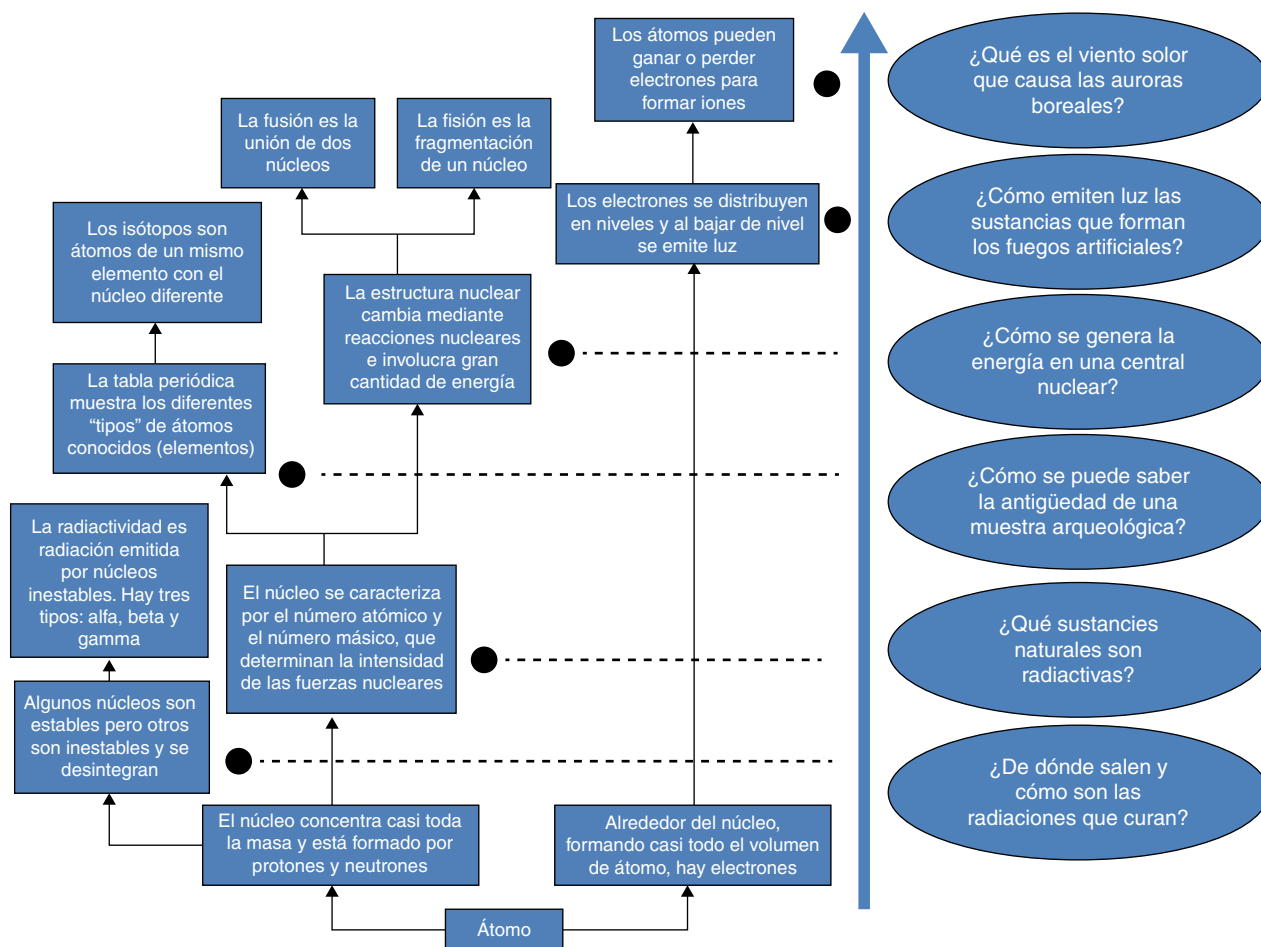 Los átomos pueden
ganar o perder
electrones para
formar iones
¿Qué es el viento solor
que causa las auroras
boreales?
La fusión es la
unión de dos
núcleos
La fisión es la
fragmentación
de un núcleo
Los electrones se distribuyen
en niveles y al bajar de nivel
se emite luz
¿Cómo emiten luz las
sustancias que forman
los fuegos artificiales?
Los isótopos son
átomos de un mismo
elemento con el
núcleo diferente
La estructura nuclear
cambia mediante
reacciones nucleares
e involucra gran
cantidad de energía
¿Cómo se genera la
energía en una central
nuclear?
La tabla periódica
muestra los diferentes
“tipos” de átomos
conocidos (elementos)
¿Cómo se puede saber
la antigüedad de una
muestra arqueológica?
La radiactividad es
radiación emitida
por núcleos
inestables. Hay tres
tipos: alfa, beta y
gamma
El núcleo se caracteriza
por el número atómico y
el número másico, que
determinan la intensidad
de las fuerzas nucleares
¿Qué sustancies
naturales son
radiactivas?
Algunos núcleos son
estables pero otros
son inestables y se
desintegran
¿De dónde salen y
cómo son las
radiaciones que curan?
El núcleo concentra casi toda
la masa y está formado por
protones y neutrones
Alrededor del núcleo,
formando casi todo el volumen
de átomo, hay electrones
Átomo